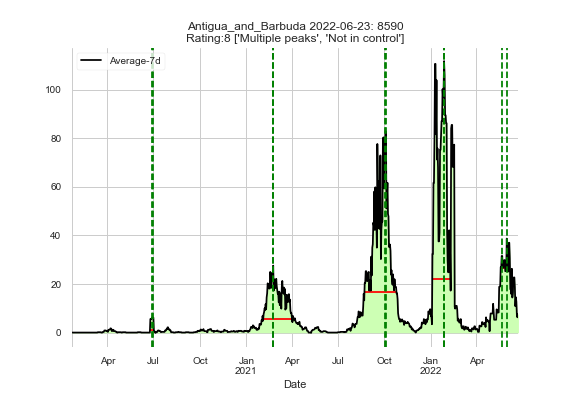 Antigua_and_Barbuda 2022-06-23: 8590
Rating:8 ['Multiple peaks', 'Not in control']
Average-7d
100
80
60
40
20
0
Apr Jul Oct Jan Apr Jul Oct Jan Apr
2021 2022
Date